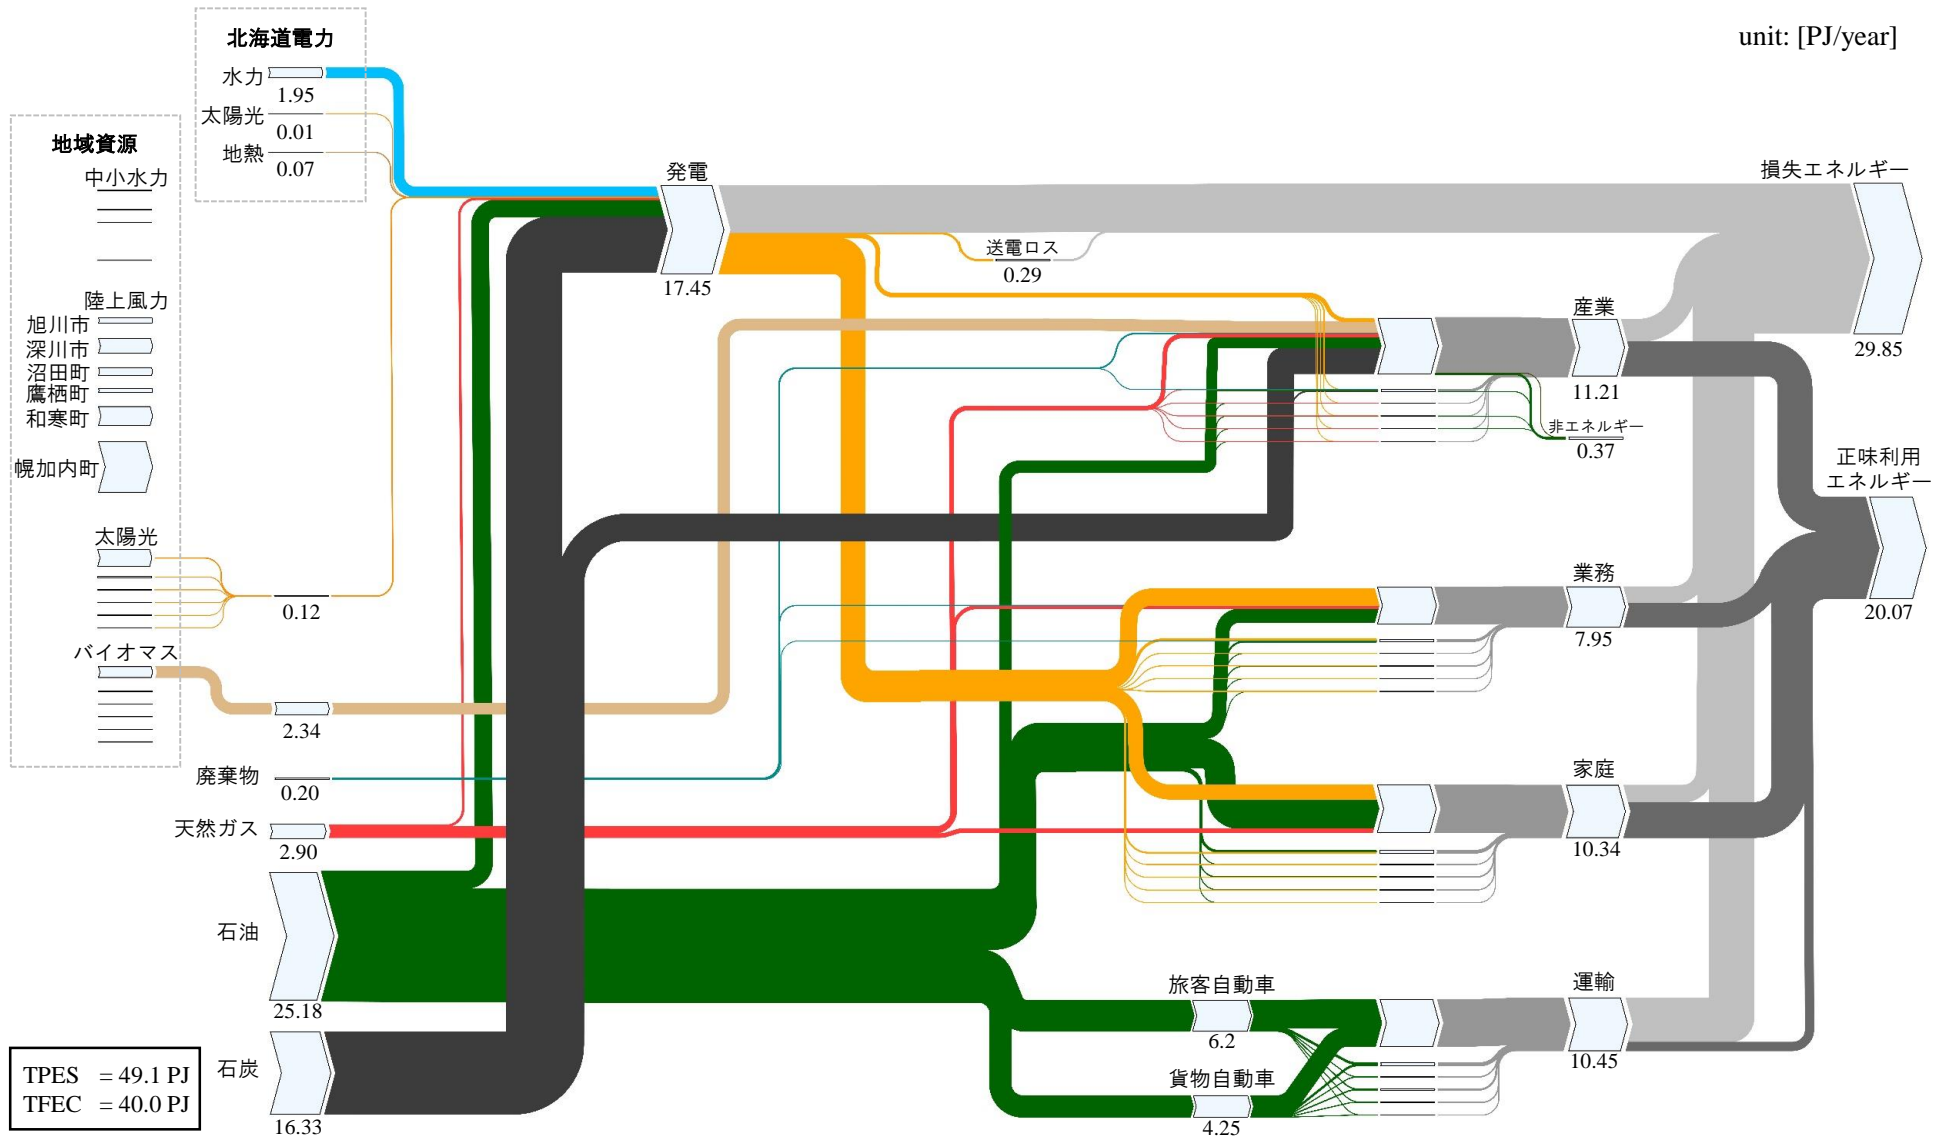 北海道電力
unit: [PJ/year]
水力
1.95
太陽光
0.01
地熱
0.07
地域資源
中小水力
陸上風力
旭川市
深川市
沼田町
鷹栖町
和寒町
幌加内町
太陽光
0.12
バイオマス
2.34
廃棄物
0.20
天然ガス
2.90
石油
25.18
石炭
16.33
TPES = 49.1 PJ
TFEC = 40.0 PJ
発電
17.45
送電ロス
0.29
旅客自動車
6.2
貨物自動車
4.25
産業
11.21
非エネルギー
0.37
業務
7.95
家庭
10.34
運輸
10.45
損失エネルギー
29.85
正味利用
エネルギー
20.07